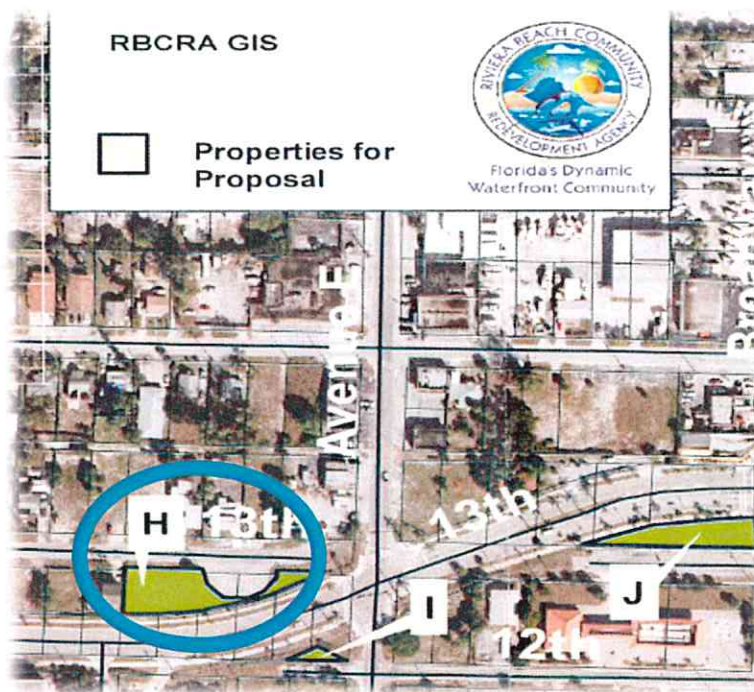 RBCRA GIS
RIVIERA BEACH COMMUNITY
REDEVELOPMENT AGENCY
Properties for
Proposal
Florida's Dynamic
Waterfront Community
Avenue E
H
13th
13th
I
J
12th